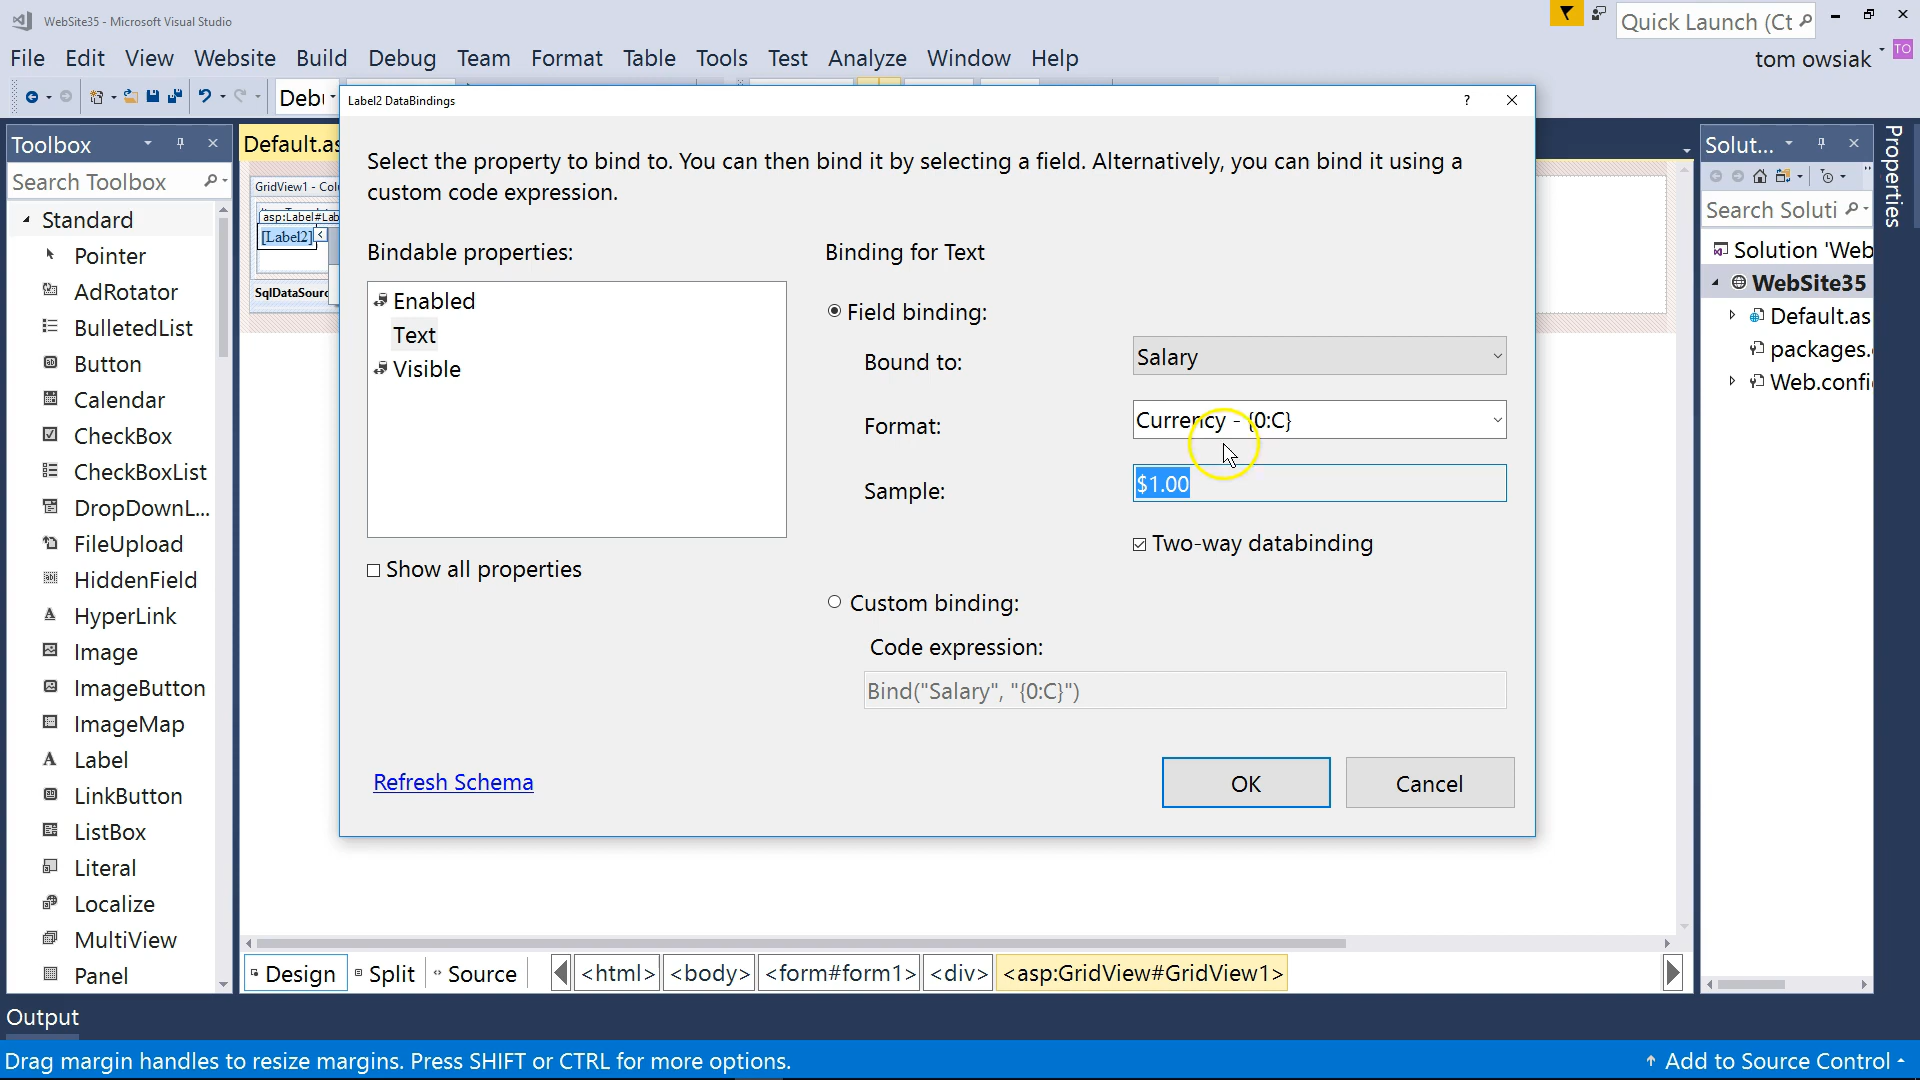 WebSite35 - Microsoft Visual Studio
Quick Launch (Ct
File Edit View Website Build Debug Team Format Table Tools Test Analyze Window Help
tom owsiak TO
Label2 DataBindings
?
Toolbox
Default.as
Solut...
Properties
Select the property to bind to. You can then bind it by selecting a field. Alternatively, you can bind it using a
custom code expression.
Search Toolbox
Search Soluti
GridView1 - Colu
asp:Label#Lab
[Label2]
SqlDataSourc
Standard
Pointer
AdRotator
BulletedList
Button
Calendar
CheckBox
CheckBoxList
DropDownL...
FileUpload
HiddenField
HyperLink
Image
ImageButton
ImageMap
Label
LinkButton
ListBox
Literal
Localize
MultiView
Panel
Bindable properties:
Enabled
Text
Visible
Show all properties
Binding for Text
Field binding:
Bound to: Salary
Format: Currency - {0:C}
Sample: $1.00
Two-way databinding
Custom binding:
Code expression:
Bind("Salary", "{0:C}")
Refresh Schema
OK
Cancel
Solution 'Web
WebSite35
Default.as
packages.
Web.confi
Design Split Source <html> <body> <form#form1> <div> <asp:GridView#GridView1>
Output
Drag margin handles to resize margins. Press SHIFT or CTRL for more options.
Add to Source Control